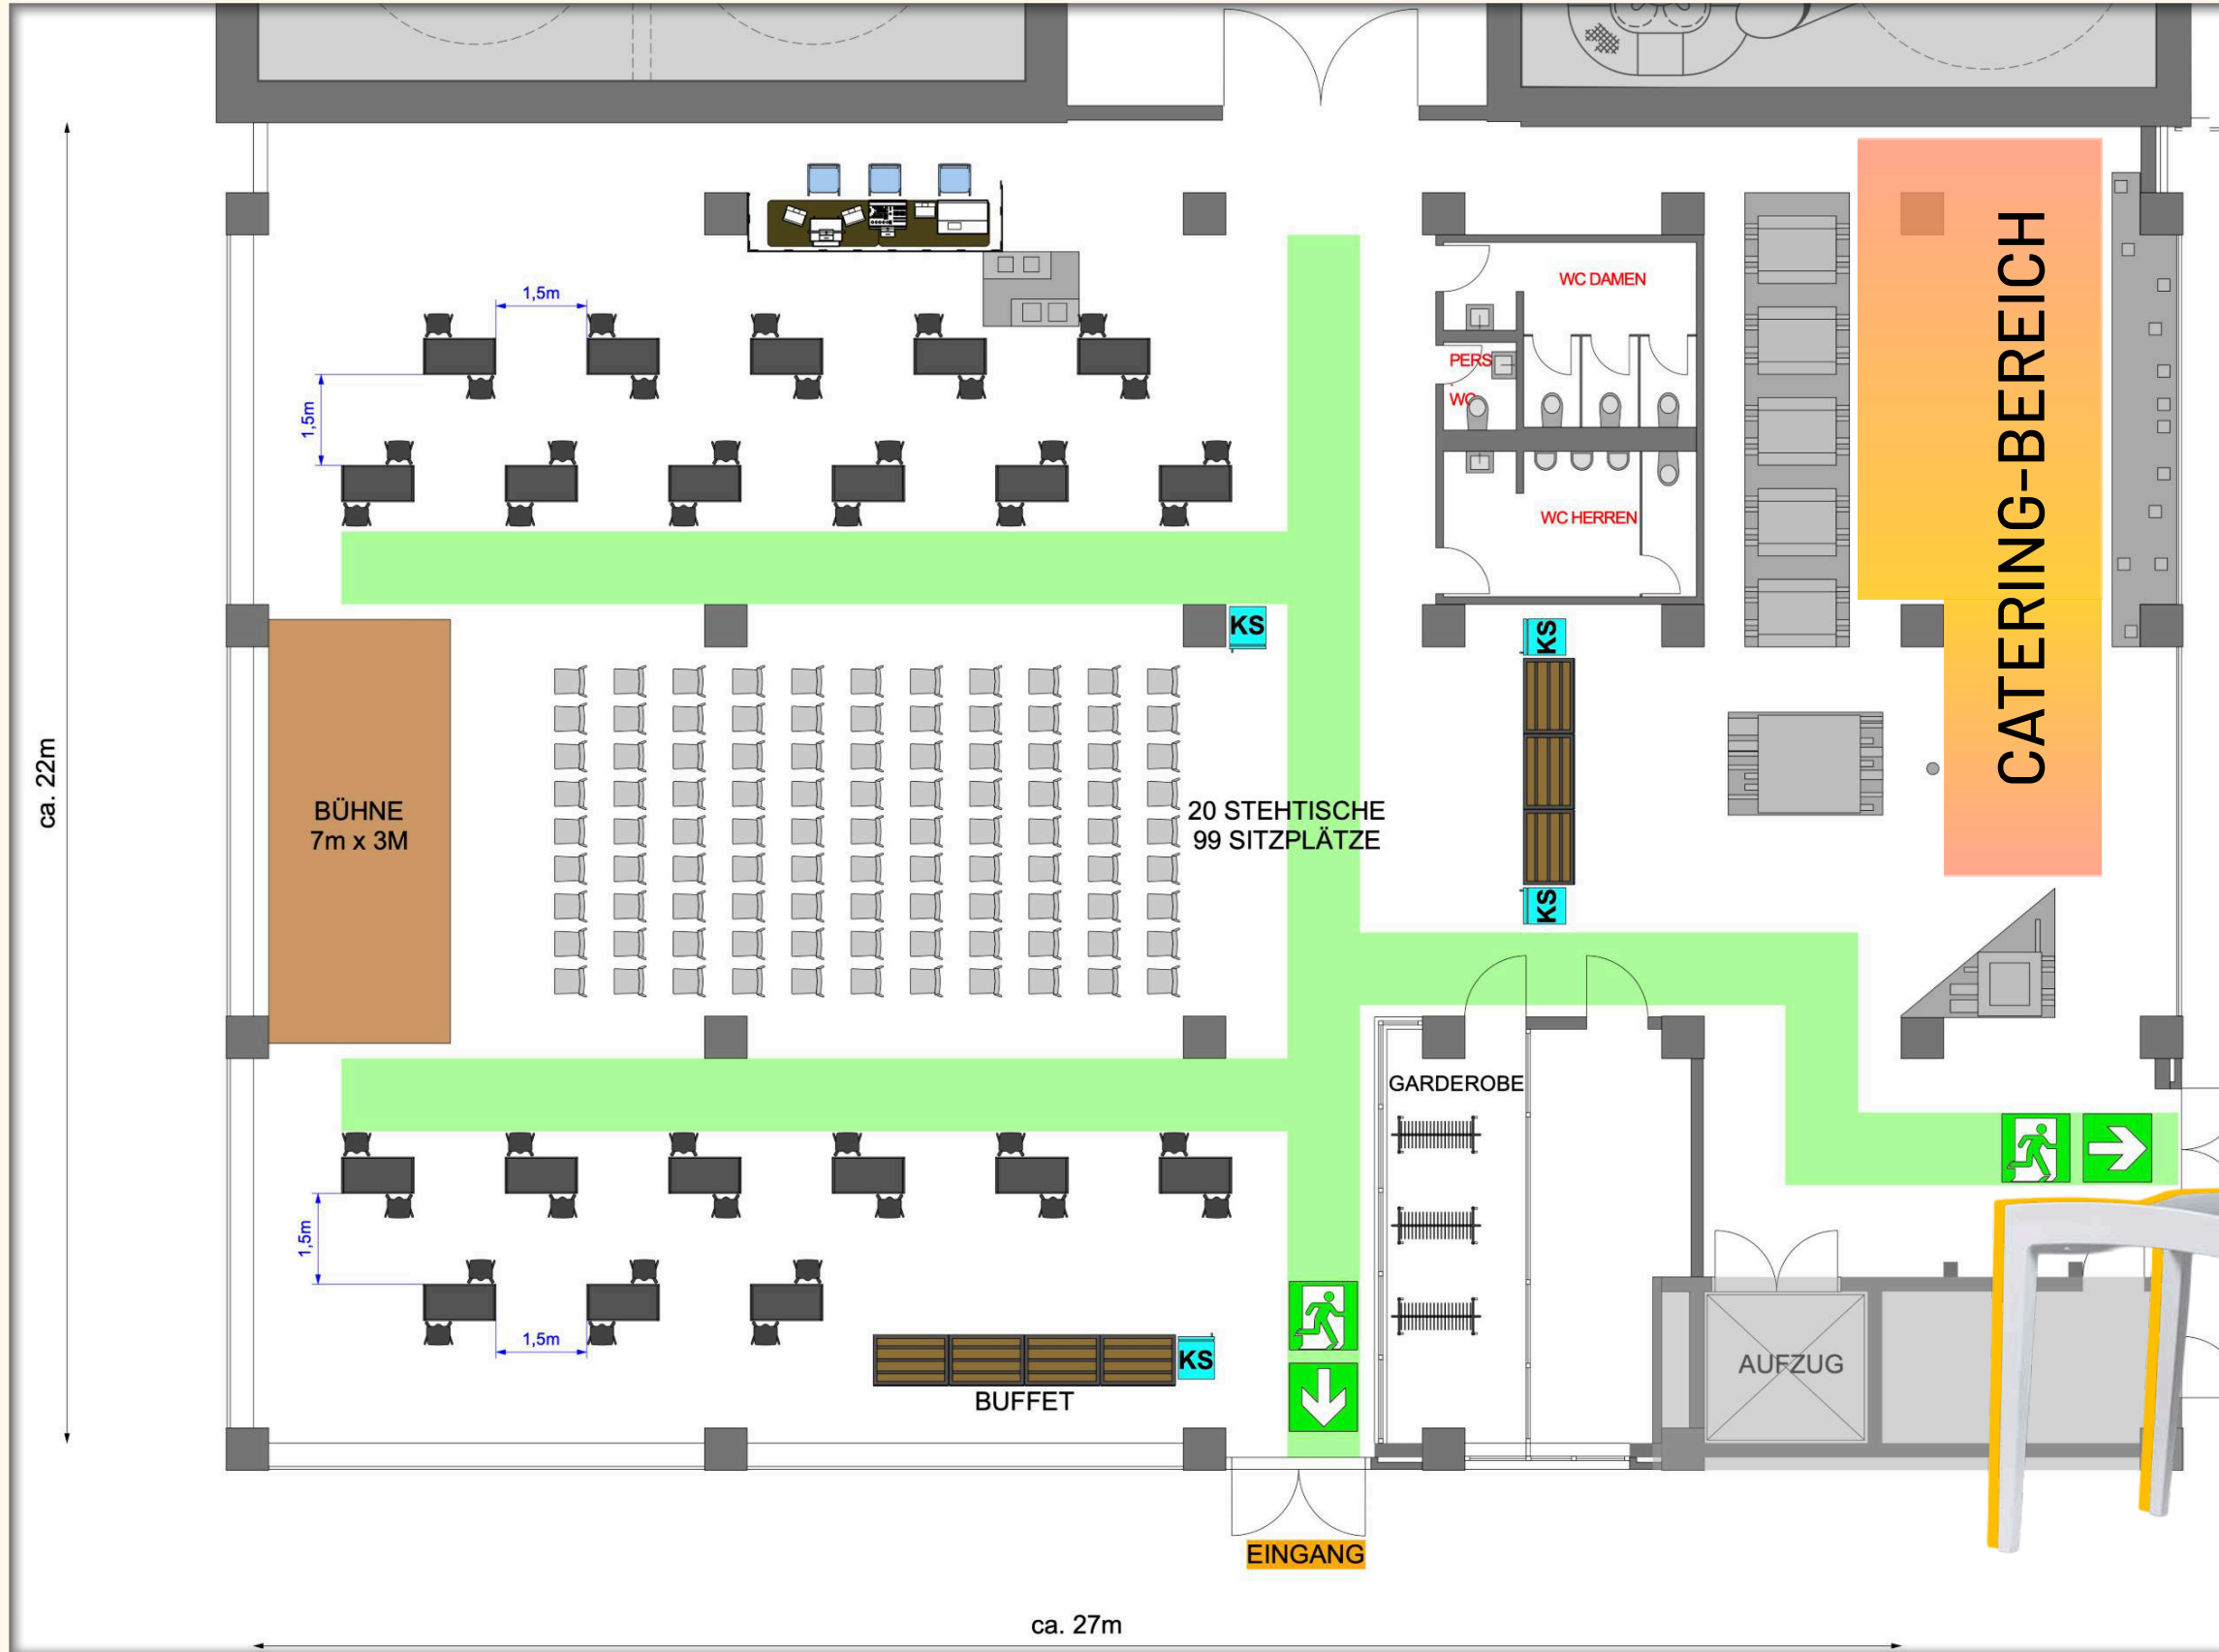 1,5m
1,5m
WC DAMEN
PERS
.
WC
WC HERREN
CATERING-BEREICH
KS
KS
ca. 22m
BÜHNE
7m x 3M
20 STEHTISCHE
99 SITZPLÄTZE
KS
GARDEROBE
1,5m
1,5m
KS
BUFFET
AUFZUG
EINGANG
ca. 27m